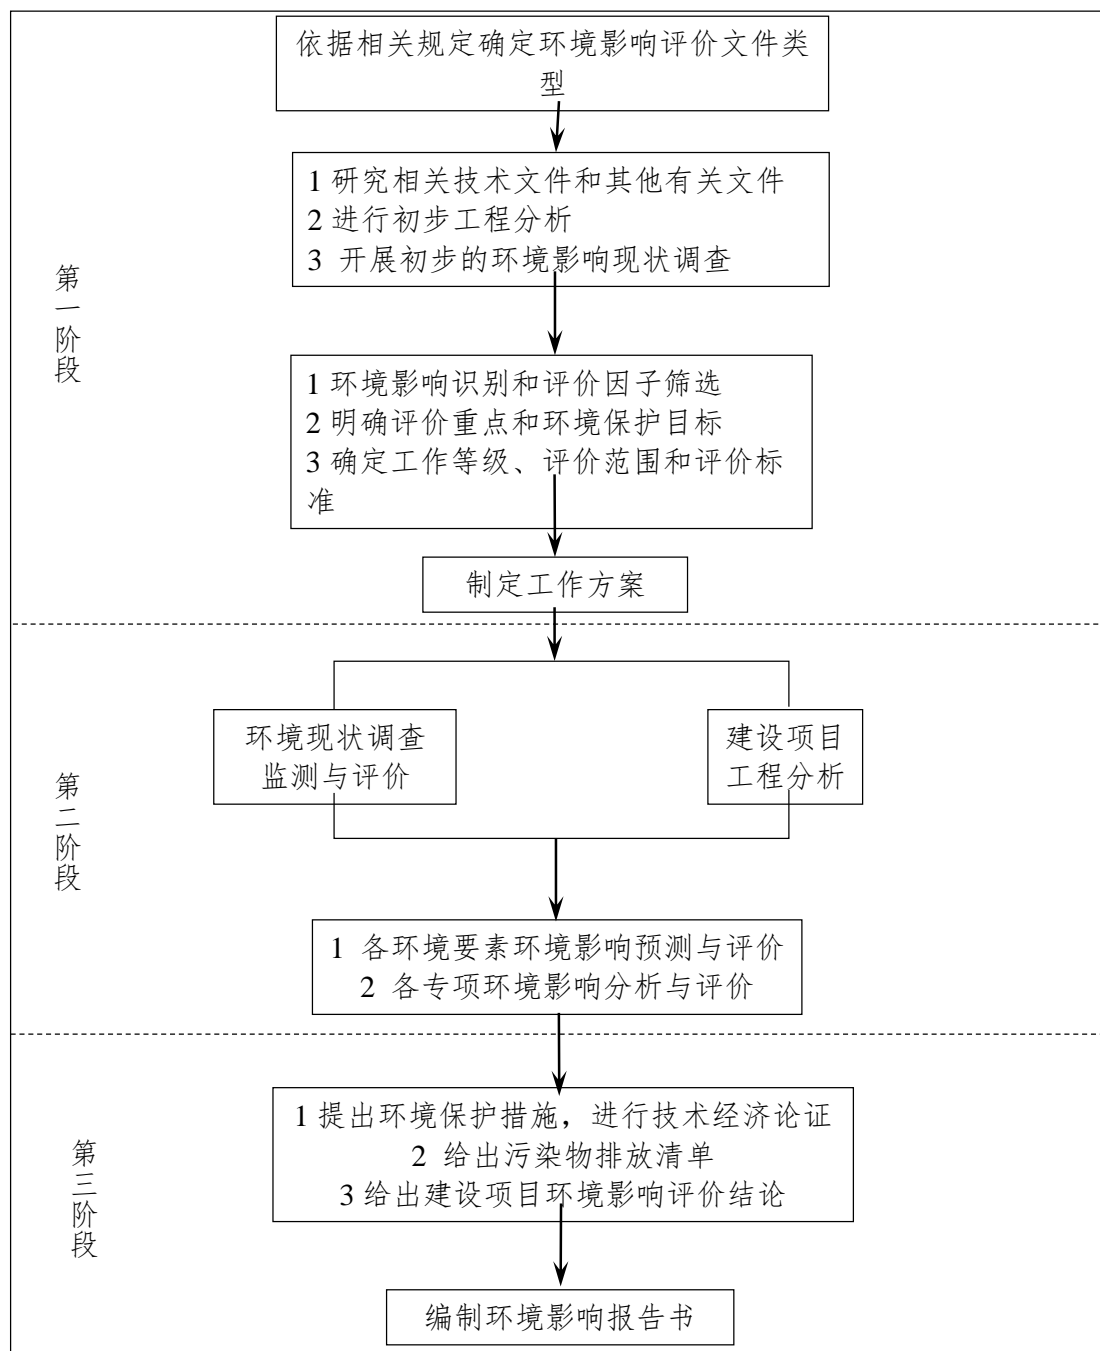 依据相关规定确定环境影响评价文件类
型
1 研究相关技术文件和其他有关文件
2 进行初步工程分析
3 开展初步的环境影响现状调查
第一阶段
1 环境影响识别和评价因子筛选
2 明确评价重点和环境保护目标
3 确定工作等级、评价范围和评价标
准
制定工作方案
环境现状调查
监测与评价
建设项目
工程分析
第二阶段
1 各环境要素环境影响预测与评价
2 各专项环境影响分析与评价
1 提出环境保护措施，进行技术经济论证
2 给出污染物排放清单
3 给出建设项目环境影响评价结论
第三阶段
编制环境影响报告书